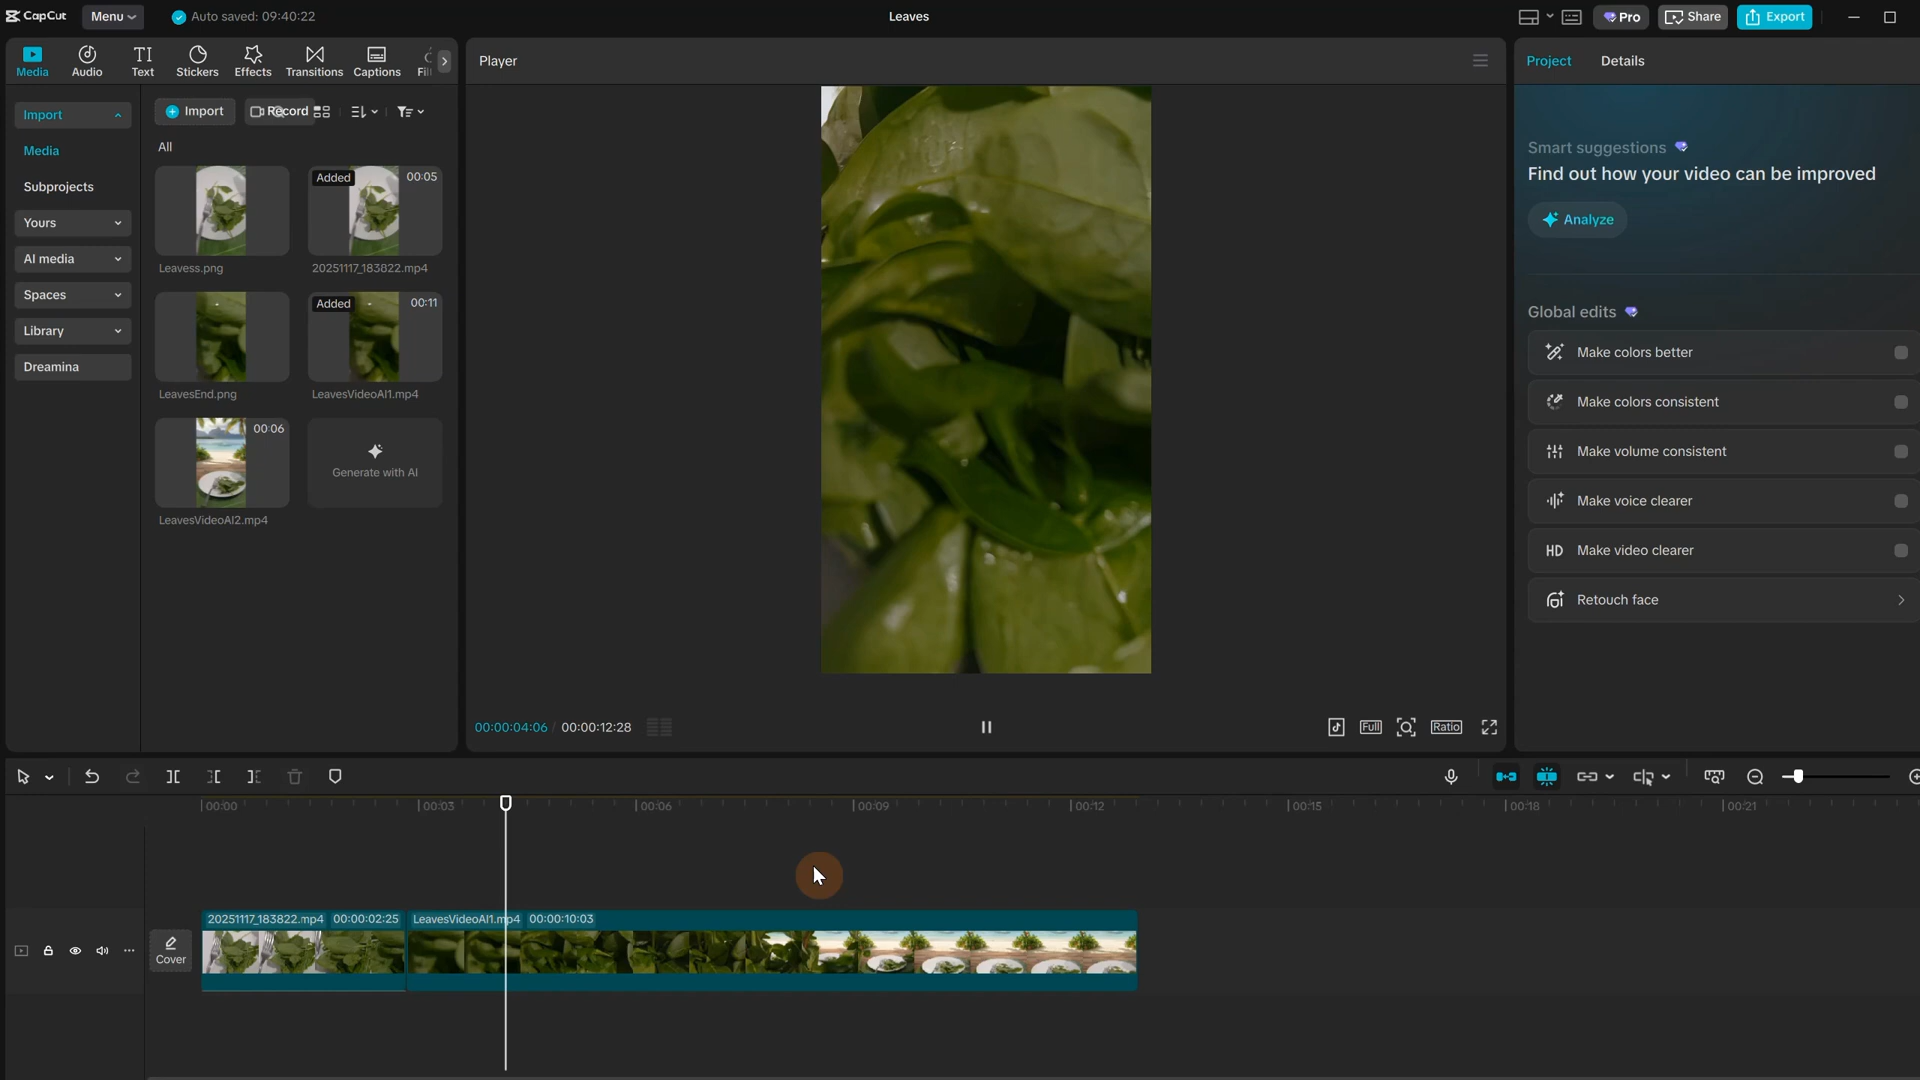 CapCut Menu Auto saved: 09:40:22 Leaves Pro Share Export
Media Audio Text Stickers Effects Transitions Captions
Import
Media
Subprojects
Yours
AI media
Spaces
Library
Dreamina
Import Record
All
Added 00:05
Leavess.png 20251117_183822.mp4
Added 00:11
LeavesEnd.png LeavesVideoAI1.mp4
00:06
Generate with AI
LeavesVideoAI2.mp4
Player
00:00:04:06 / 00:00:12:28
Full
Ratio
Project Details
Smart suggestions
Find out how your video can be improved
Analyze
Global edits
Make colors better
Make colors consistent
Make volume consistent
Make voice clearer
HD Make video clearer
Retouch face
00:00 00:03 00:06 00:09 00:12 00:15 00:18 00:21
20251117_183822.mp4 00:00:02:25 LeavesVideoAI1.mp4 00:00:10:03
Cover